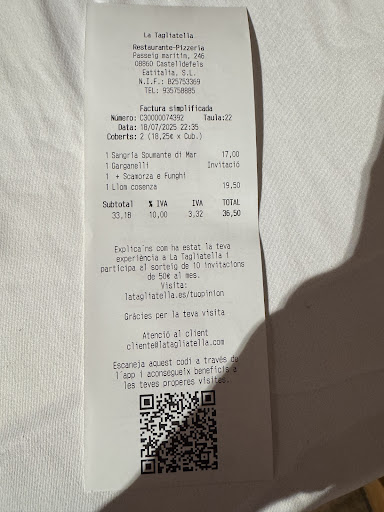 La Tagliatella
Restaurante-Pizzeria
Passeig marítim, 246
08860 Castelldefels
Eatitalia, S.L.
N.I.F.: B25753369
TEL: 935758885
Factura simplificada
Número: C30000074392 Taula:22
Data: 18/07/2025 22:35
Coberts: 2 (18,25€ x Cub.)
1 Sangria Spumante di Mar 17,00
1 Garganelli Invitació
1 + Scamorza e Funghi
1 Llom cosenza 19,50
Subtotal % IVA IVA TOTAL
33,18 10,00 3,32 36,50
Explica'ns com ha estat la teva
experiència a La Tagliatella i
participa al sorteig de 10 invitacions
de 50€ al mes.
Visita:
latagliatella.es/tuopinion
Gràcies per la teva visita
Atenció al client
cliente@latagliatella.com
Escaneja aquest codi a través de
l'app i aconsegueix beneficis a
les teves properes visites.